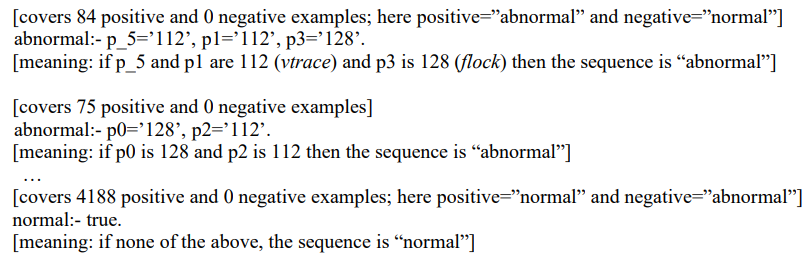 [covers 84 positive and 0 negative examples; here positive=”abnormal” and negative=”normal”]
abnormal:- p_5=’112’, p1=’112’, p3=’128’.
[meaning: if p_5 and p1 are 112 (vtrace) and p3 is 128 (flock) then the sequence is “abnormal”]
[covers 75 positive and 0 negative examples]
abnormal:- p0=’128’, p2=’112’.
[meaning: if p0 is 128 and p2 is 112 then the sequence is “abnormal”]
…
[covers 4188 positive and 0 negative examples; here positive=”normal” and negative=”abnormal”]
normal:- true.
[meaning: if none of the above, the sequence is “normal”]